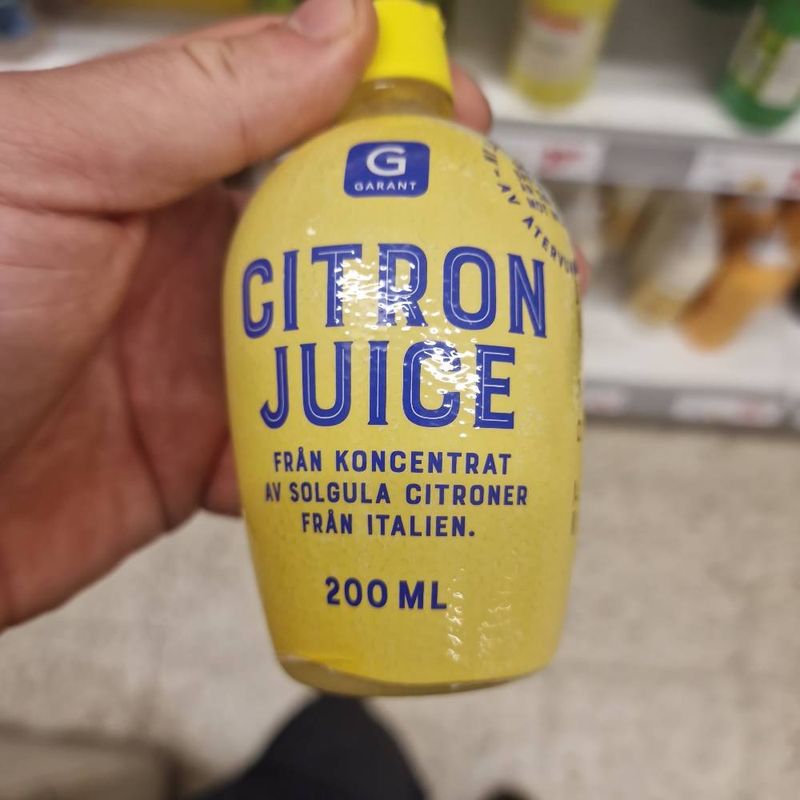 G
GARANT
CITRON
JUICE
FRÅN KONCENTRAT
AV SOLGULA CITRONER
FRÅN ITALIEN.
200 ML